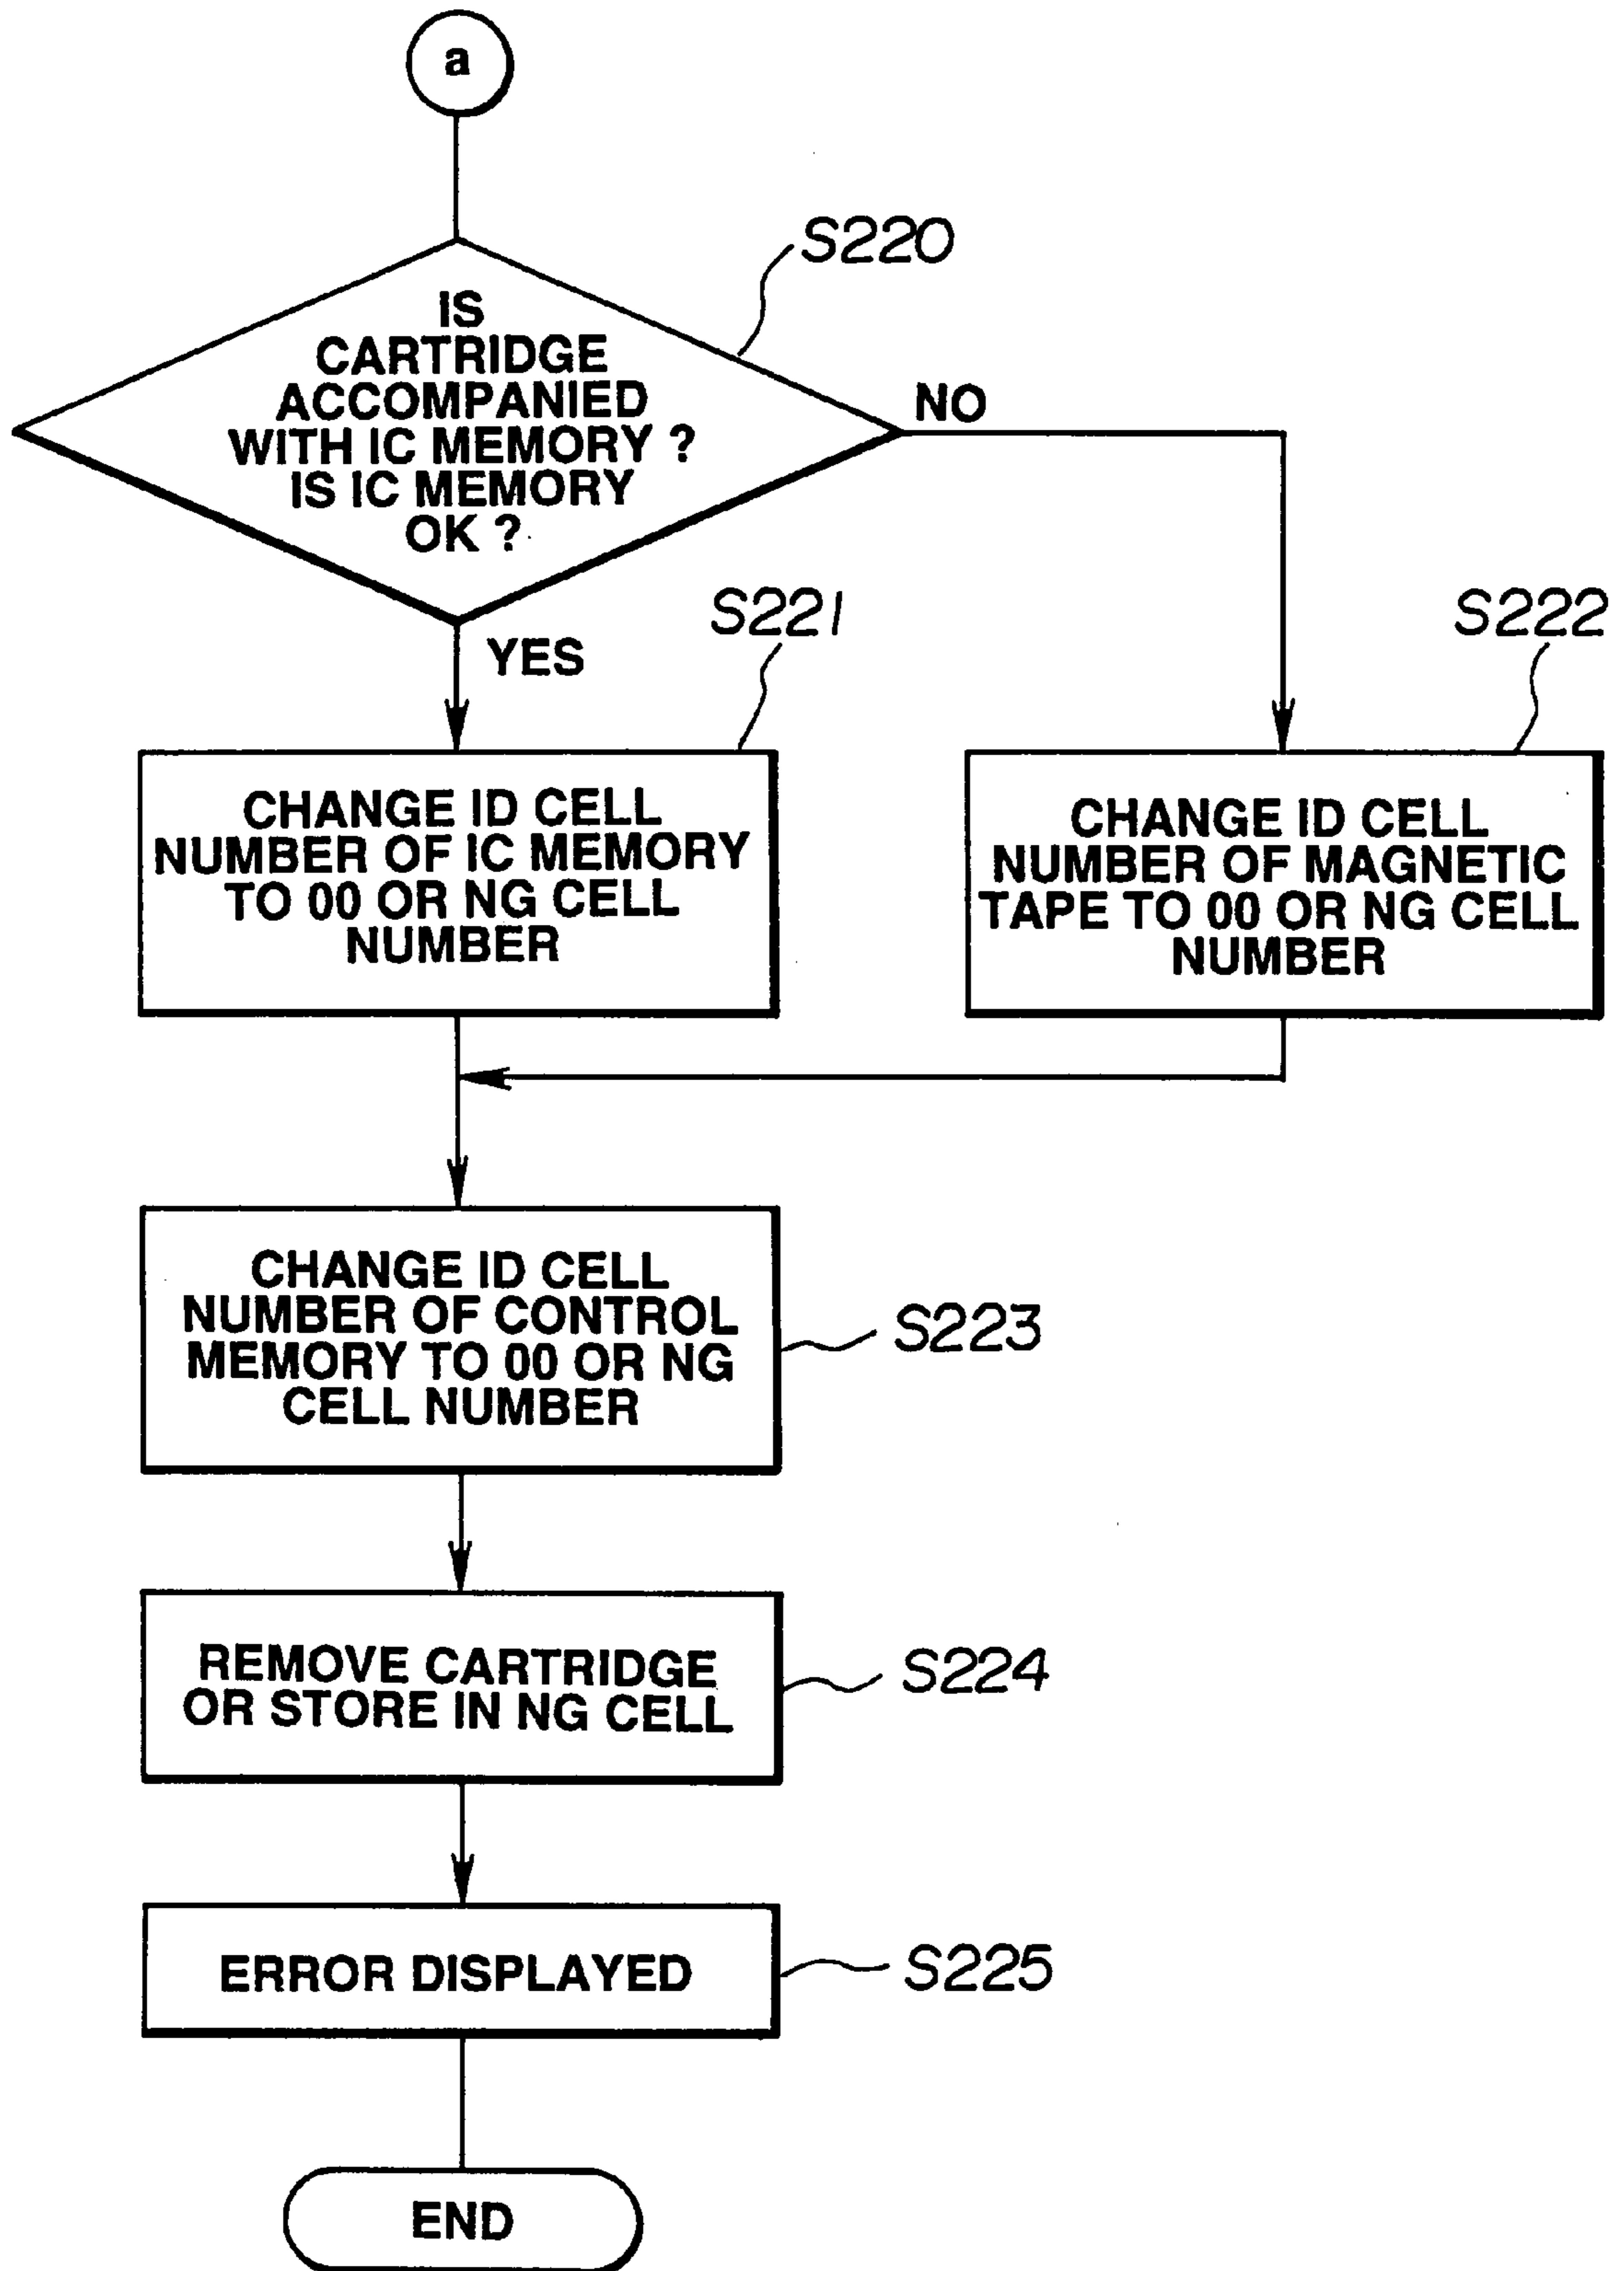 a
S220
IS
CARTRIDGE
ACCOMPANIED
WITH IC MEMORY ?
IS IC MEMORY
OK ?
NO
YES
S221
S222
CHANGE ID CELL
NUMBER OF IC MEMORY
TO 00 OR NG CELL
NUMBER
CHANGE ID CELL
NUMBER OF MAGNETIC
TAPE TO 00 OR NG CELL
NUMBER
CHANGE ID CELL
NUMBER OF CONTROL
MEMORY TO 00 OR NG
CELL NUMBER
S223
REMOVE CARTRIDGE
OR STORE IN NG CELL
S224
ERROR DISPLAYED
S225
END